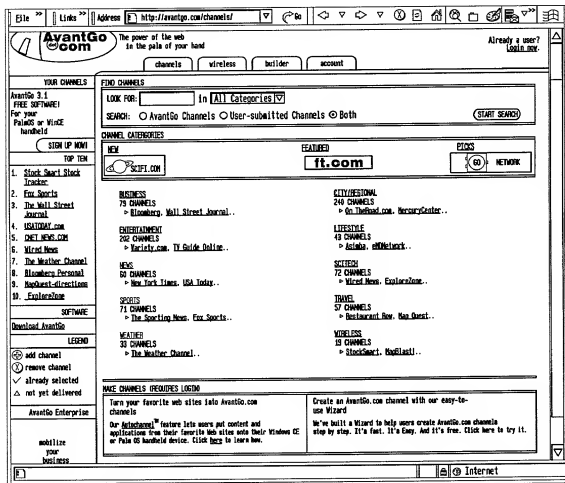 File Links Address http://avantgo.com/channels/ Go
AvantGo .com The power of the web
in the palm of your hand
Already a user?
Login now.
channels wireless builder account
YOUR CHANNELS
AvantGo 3.1
FREE SOFTWARE!
For your
PalmOS or WinCE
handheld
SIGN UP NOW!
TOP TEN
1. Stock Smart Stock
Tracker
2. Fox Sports
3. The Wall Street
Journal
4. USATODAY.com
5. CNET NEWS.COM
6. Wired News
7. The Weather Channel
8. Bloomberg Personal
9. MapQuest-directions
10. ExploreZone
SOFTWARE
Download AvantGo
LEGEND
add channel
remove channel
already selected
not yet delivered
AvantGo Enterprise
mobilize
your
business
FIND CHANNELS
LOOK FOR: in All Categories
SEARCH: AvantGo Channels User-submitted Channels Both START SEARCH
CHANNEL CATERGORIES
NEW FEATURED PICKS
SCIFI.COM ft.com GO NETWORK
BUSINESS
79 CHANNELS
Bloomberg, Wall Street Journal..
ENTERTAINMENT
202 CHANNELS
Variety.com, TV Guide Online..
NEWS
60 CHANNELS
New York Times, USA Today..
SPORTS
71 CHANNELS
The Sporting News, Fox Sports..
WEATHER
33 CHANNELS
The Weather Channel..
CITY/REGIONAL
240 CHANNELS
On TheRoad.com, MercuryCenter..
LIFESTYLE
43 CHANNELS
Asimba, eMDNetwork..
SCITECH
72 CHANNELS
Wired News, ExploreZone..
TRAVEL
57 CHANNELS
Restaurant Row, Map Quest..
WIRELESS
19 CHANNELS
StockSmart, MapBlast!..
MAKE CHANNELS (REQUIRES LOGIN)
Turn your favorite web sites into AvantGo.com
channels
Our Autochannel™ feature lets users put content and
applications from their favorite Web sites onto their Windows CE
or Palm OS handheld device. Click here to learn how.
Create an AvantGo.com channel with our easy-to-
use Wizard
We've built a Wizard to help users create AvantGo.com channels
step by step. It's fast. It's Easy. And it's free. Click here to try it.
Internet